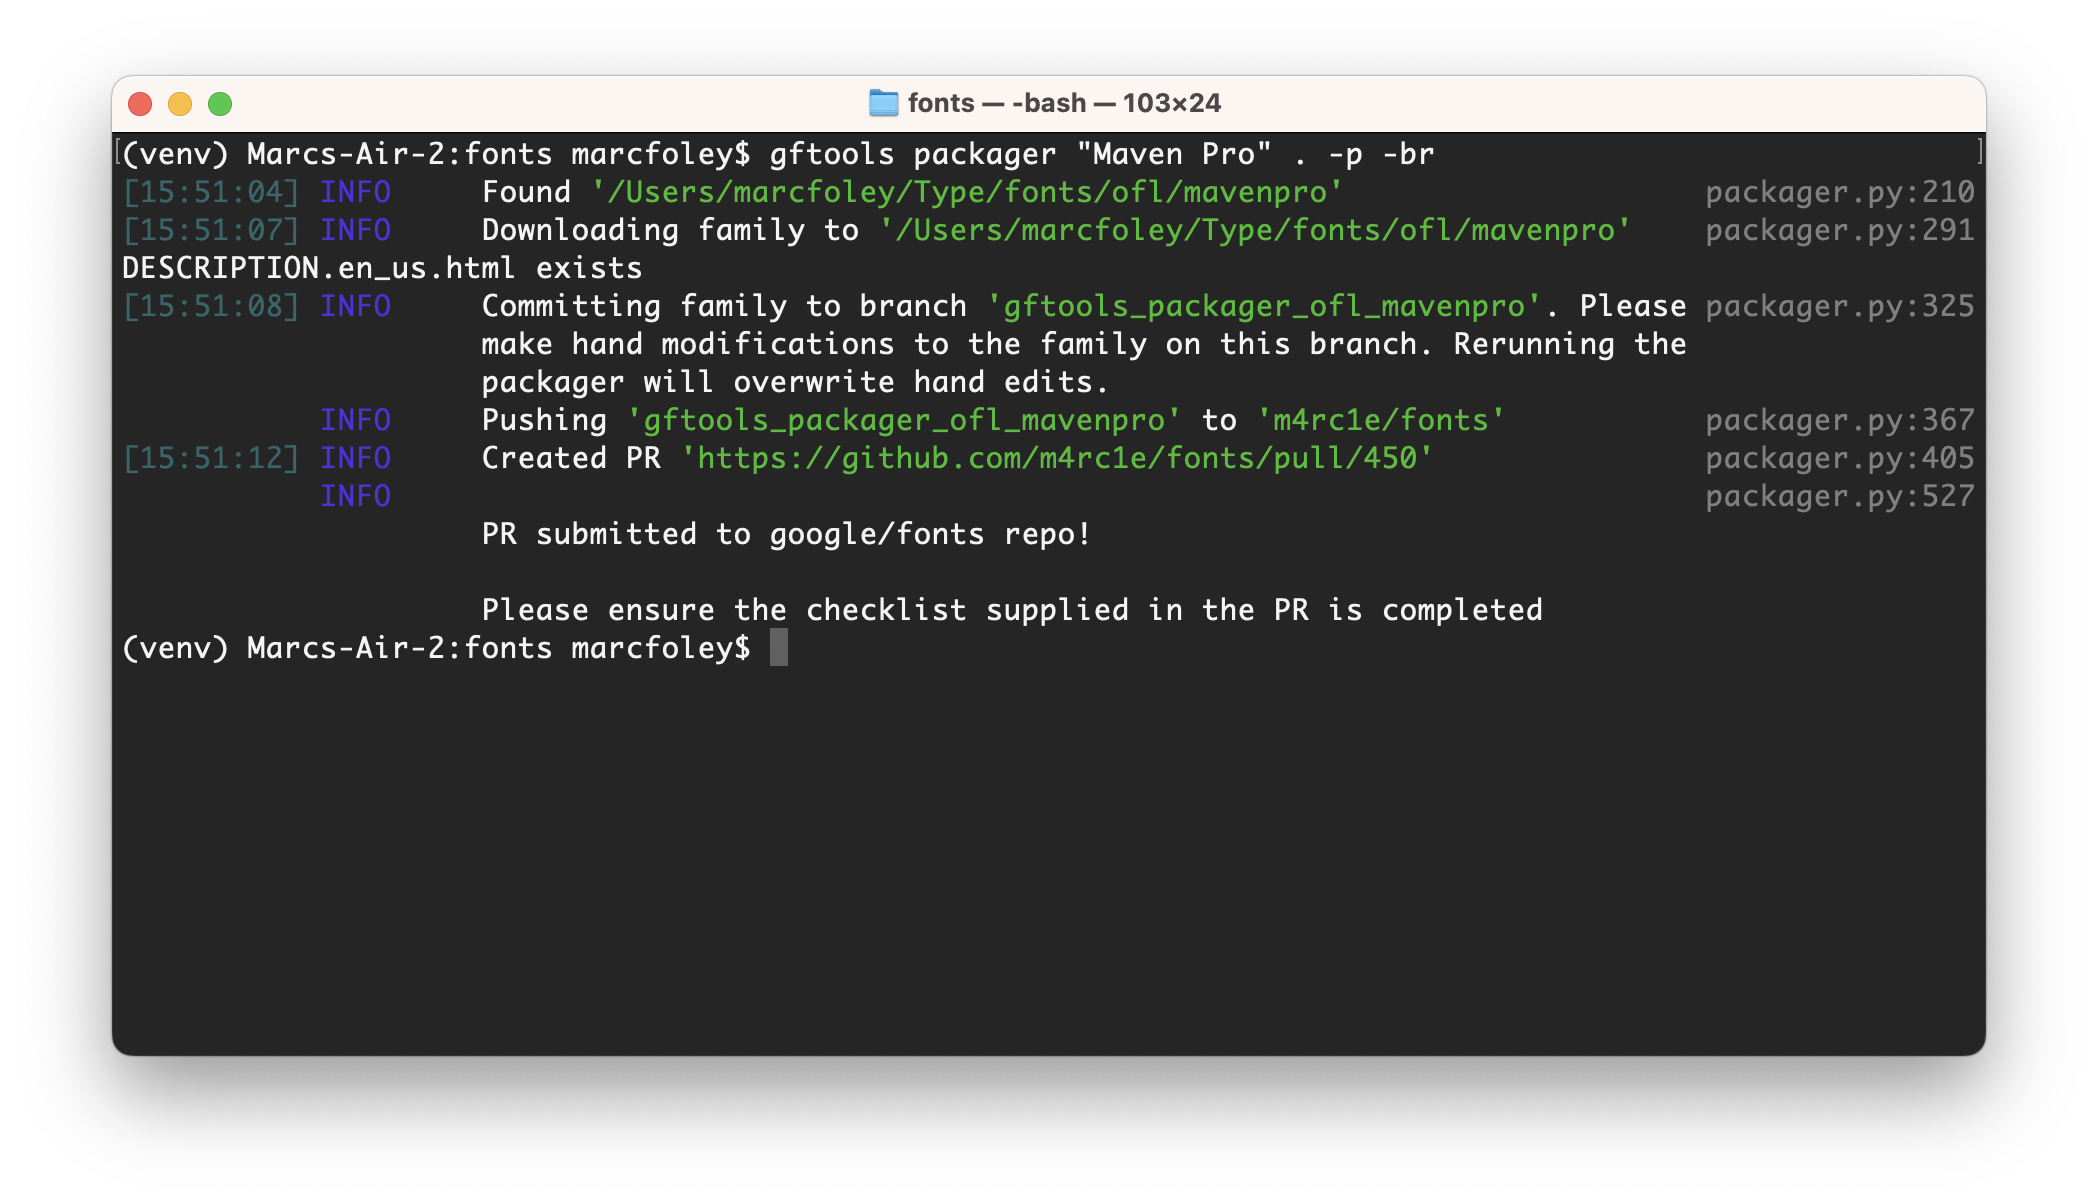 fonts — -bash — 103×24
(venv) Marcs-Air-2:fonts marcfoley$ gftools packager "Maven Pro" . -p -br
[15:51:04] INFO Found '/Users/marcfoley/Type/fonts/ofl/mavenpro' packager.py:210
[15:51:07] INFO Downloading family to '/Users/marcfoley/Type/fonts/ofl/mavenpro' packager.py:291
DESCRIPTION.en_us.html exists
[15:51:08] INFO Committing family to branch 'gftools_packager_ofl_mavenpro'. Please packager.py:325
make hand modifications to the family on this branch. Rerunning the
packager will overwrite hand edits.
INFO Pushing 'gftools_packager_ofl_mavenpro' to 'm4rc1e/fonts' packager.py:367
[15:51:12] INFO Created PR 'https://github.com/m4rc1e/fonts/pull/450' packager.py:405
INFO packager.py:527
PR submitted to google/fonts repo!
Please ensure the checklist supplied in the PR is completed
(venv) Marcs-Air-2:fonts marcfoley$